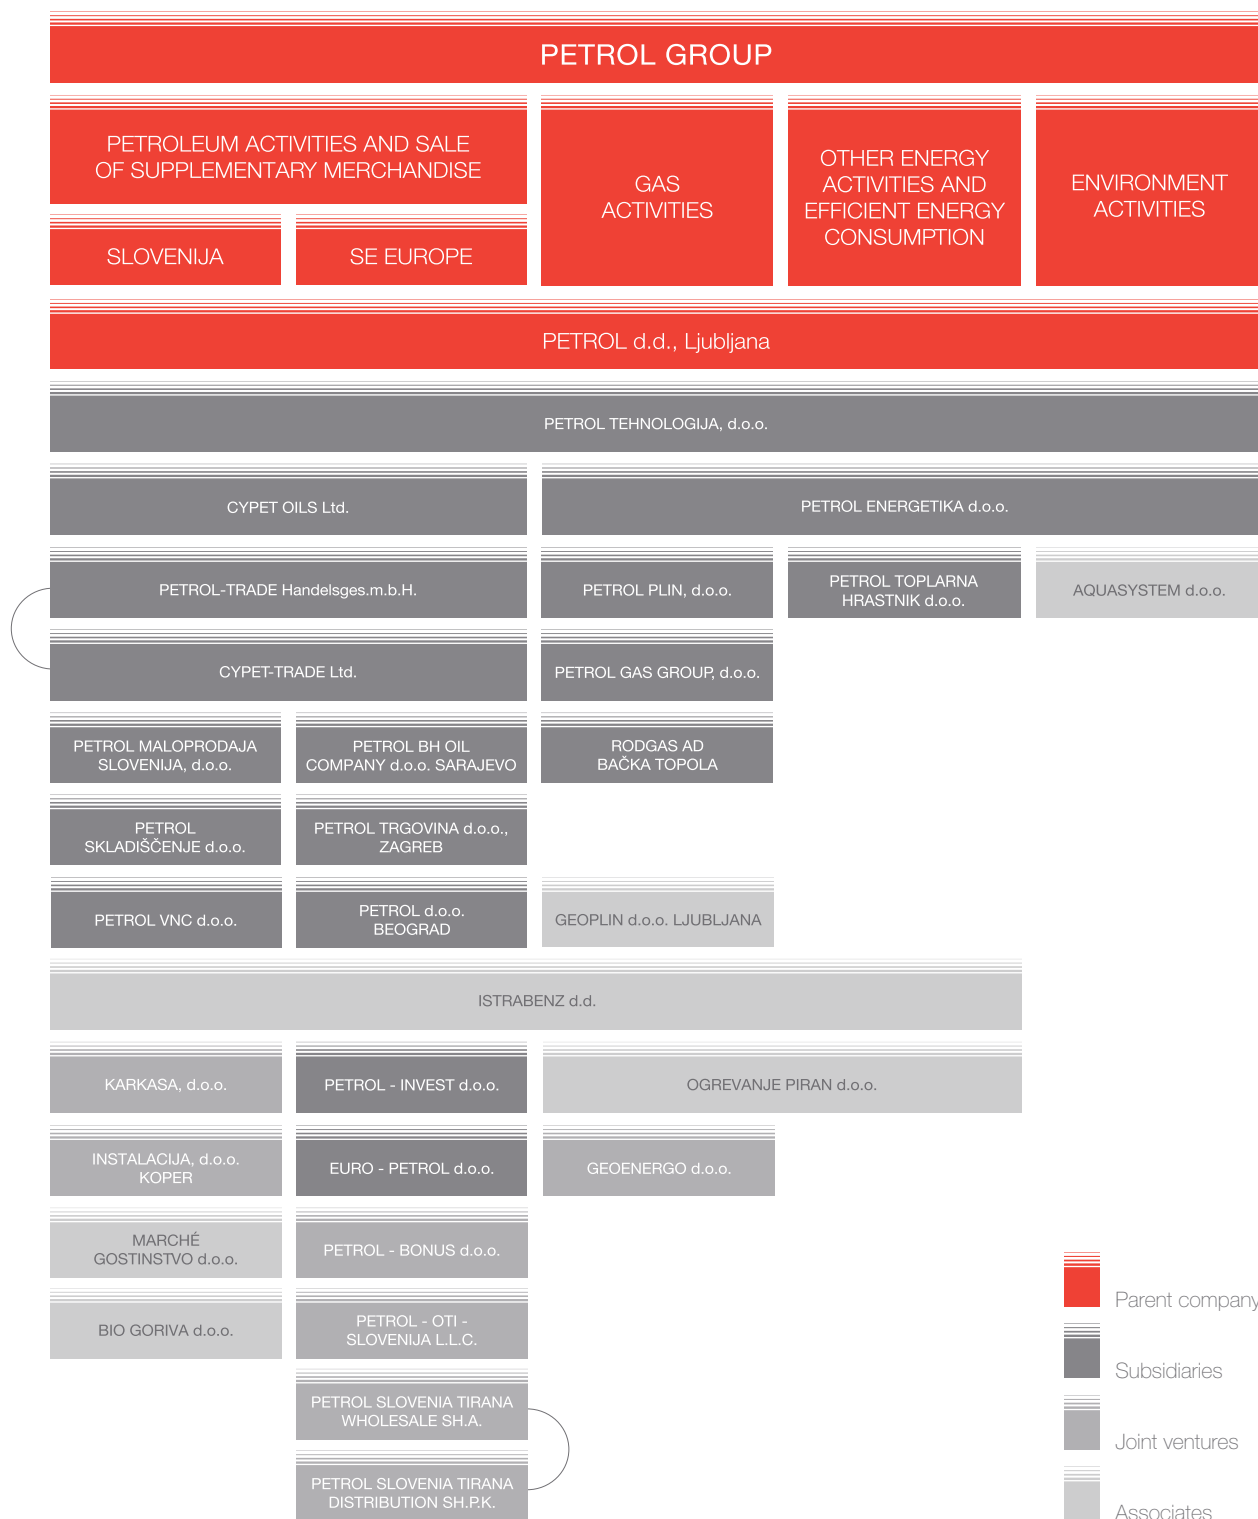 PETROL GROUP
PETROLEUM ACTIVITIES AND SALE
OF SUPPLEMENTARY MERCHANDISE
GAS
ACTIVITIES
OTHER ENERGY
ACTIVITIES AND
EFFICIENT ENERGY
CONSUMPTION
ENVIRONMENT
ACTIVITIES
SLOVENIJA
SE EUROPE
PETROL d.d., Ljubljana
PETROL TEHNOLOGIJA, d.o.o.
CYPET OILS Ltd.
PETROL ENERGETIKA d.o.o.
PETROL-TRADE Handelsges.m.b.H.
PETROL PLIN, d.o.o.
PETROL TOPLARNA
HRASTNIK d.o.o.
AQUASYSTEM d.o.o.
CYPET-TRADE Ltd.
PETROL GAS GROUP, d.o.o.
PETROL MALOPRODAJA
SLOVENIJA, d.o.o.
PETROL BH OIL
COMPANY d.o.o. SARAJEVO
RODGAS AD
BAČKA TOPOLA
PETROL
SKLADIŠČENJE d.o.o.
PETROL TRGOVINA d.o.o.,
ZAGREB
PETROL VNC d.o.o.
PETROL d.o.o.
BEOGRAD
GEOPLIN d.o.o. LJUBLJANA
ISTRABENZ d.d.
KARKASA, d.o.o.
PETROL - INVEST d.o.o.
OGREVANJE PIRAN d.o.o.
INSTALACIJA, d.o.o.
KOPER
EURO - PETROL d.o.o.
GEOENERGO d.o.o.
MARCHÉ
GOSTINSTVO d.o.o.
PETROL - BONUS d.o.o.
BIO GORIVA d.o.o.
PETROL - OTI -
SLOVENIJA L.L.C.
PETROL SLOVENIA TIRANA
WHOLESALE SH.A.
PETROL SLOVENIA TIRANA
DISTRIBUTION SH.P.K.
Parent company
Subsidiaries
Joint ventures
Associates